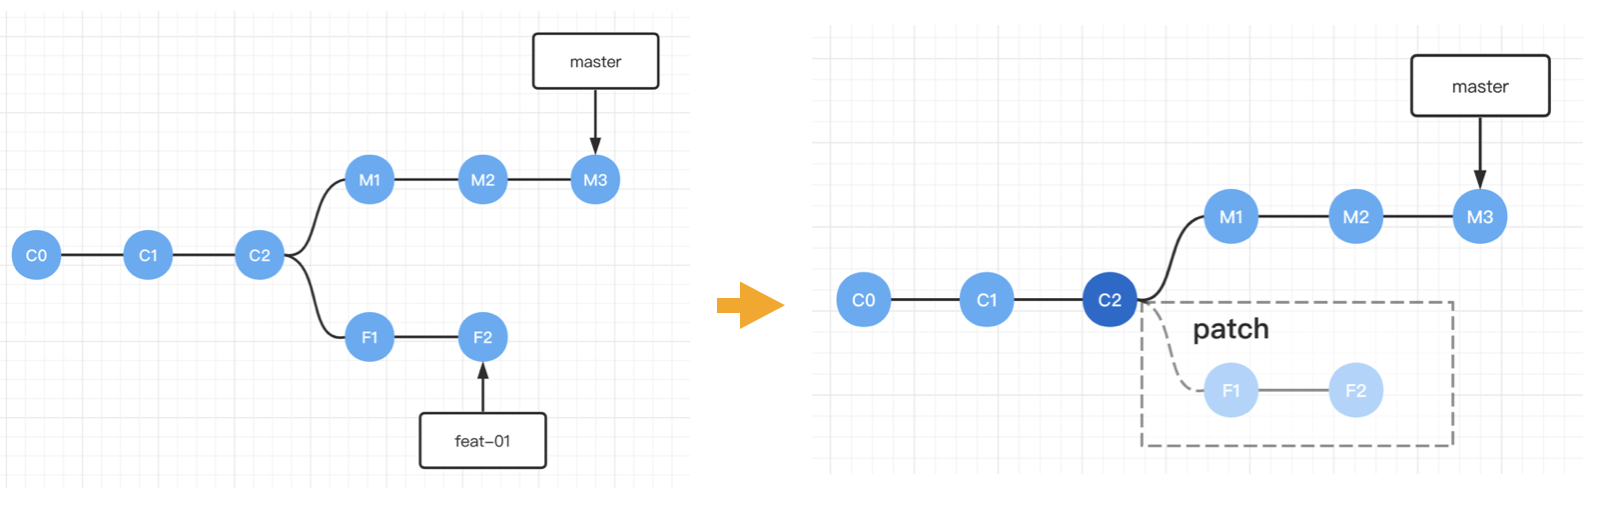 master
M1 M2 M3
C0 C1 C2
F1 F2
feat-01
master
M1 M2 M3
C0 C1 C2
patch
F1 F2